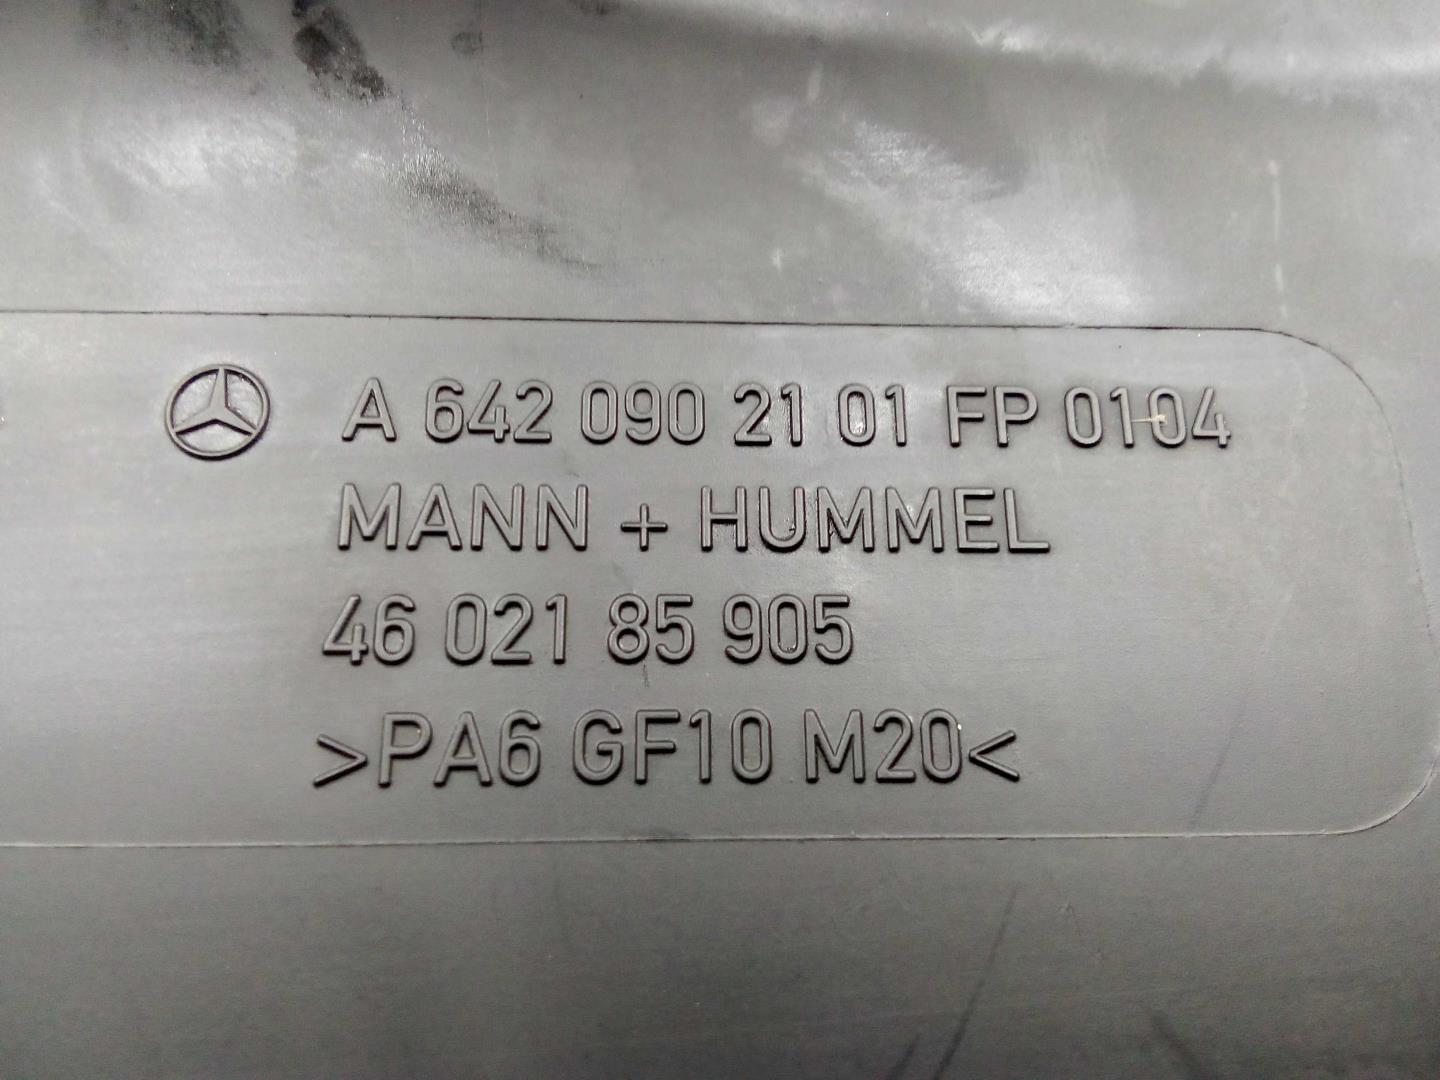 A 642 090 21 01 FP 0104
MANN + HUMMEL
46 021 85 905
>PA6 GF10 M20<